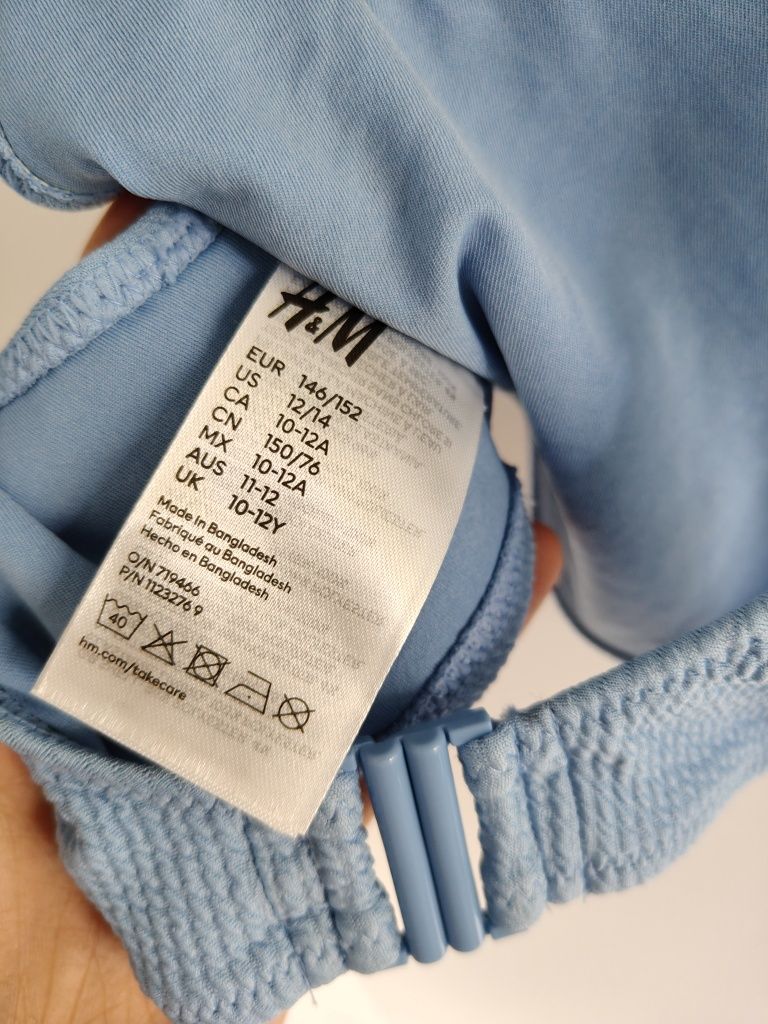 H&M
EUR 146/152
US 12/14
CA 10-12A
CN 150/76
MX 10-12A
AUS 11-12
UK 10-12Y
Made in Bangladesh
Fabriqué au Bangladesh
Hecho en Bangladesh
O/N 719466
P/N 1123276 9
40
hm.com/takecare